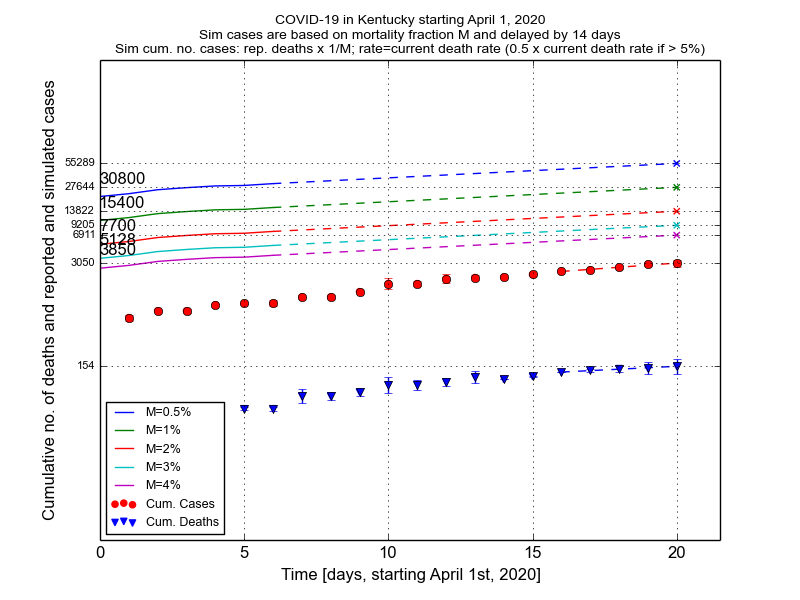 COVID-19 in Kentucky starting April 1, 2020
Sim cases are based on mortality fraction M and delayed by 14 days
Sim cum. no. cases: rep. deaths x 1/M; rate=current death rate (0.5 x current death rate if > 5%)
Cumulative no. of deaths and reported and simulated cases
55289
27644
13822
9205
6911
3050
154
30800
15400
7700
5128
3850
M=0.5%
M=1%
M=2%
M=3%
M=4%
Cum. Cases
Cum. Deaths
0 5 10 15 20
Time [days, starting April 1st, 2020]